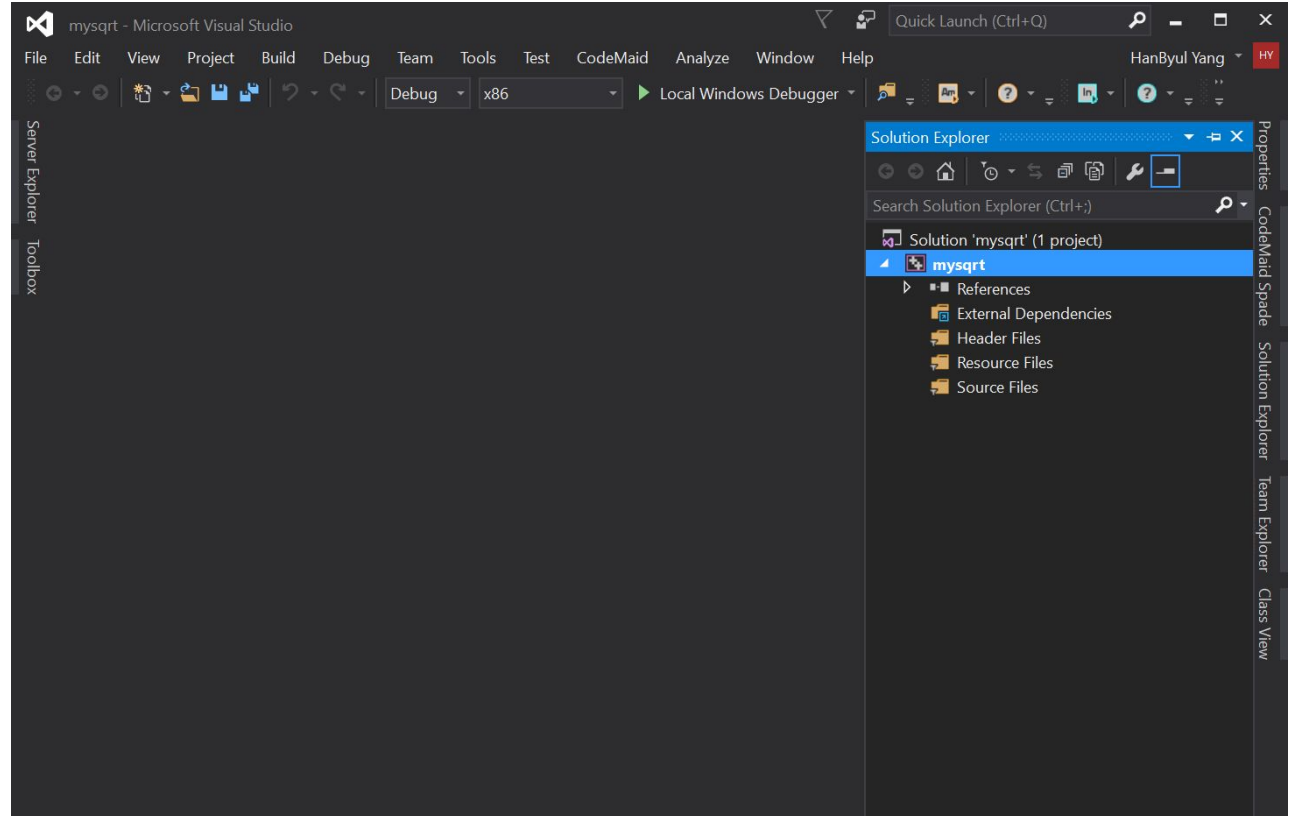 mysqrt - Microsoft Visual Studio
Quick Launch (Ctrl+Q)
File Edit View Project Build Debug Team Tools Test CodeMaid Analyze Window Help
HanByul Yang HY
Debug x86 Local Windows Debugger
Am
In
Server Explorer
Toolbox
Solution Explorer
Search Solution Explorer (Ctrl+;)
Solution 'mysqrt' (1 project)
mysqrt
References
External Dependencies
Header Files
Resource Files
Source Files
Properties
CodeMaid Spade
Solution Explorer
Team Explorer
Class View